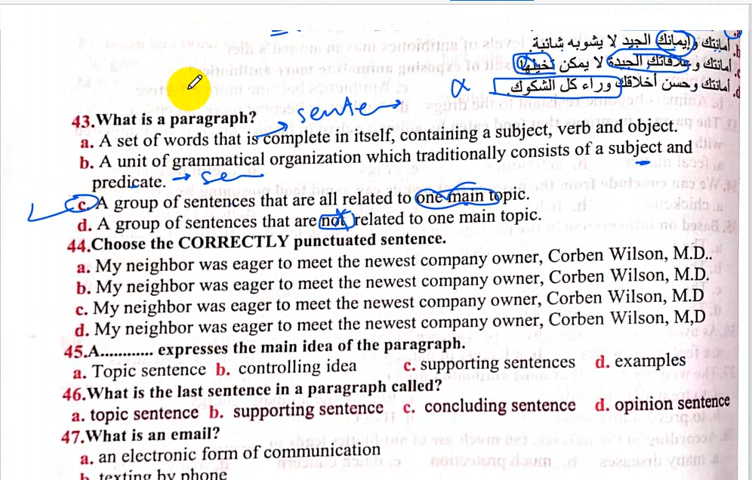 أمانتك وإيمانك الجيد لا يشوبه شائبة
أمانتك وعلاقاتك الجيدة لا يمكن تخطيها
أمانتك وحسن أخلاقك وراء كل الشكوك
43.What is a paragraph?
sente
a. A set of words that is complete in itself, containing a subject, verb and object.
b. A unit of grammatical organization which traditionally consists of a subject and
predicate. → se
c. A group of sentences that are all related to one main topic.
d. A group of sentences that are not related to one main topic.
44.Choose the CORRECTLY punctuated sentence.
a. My neighbor was eager to meet the newest company owner, Corben Wilson, M.D..
b. My neighbor was eager to meet the newest company owner, Corben Wilson, M.D.
c. My neighbor was eager to meet the newest company owner, Corben Wilson, M.D
d. My neighbor was eager to meet the newest company owner, Corben Wilson, M,D
45.A............ expresses the main idea of the paragraph.
a. Topic sentence b. controlling idea c. supporting sentences d. examples
46.What is the last sentence in a paragraph called?
a. topic sentence b. supporting sentence c. concluding sentence d. opinion sentence
47.What is an email?
a. an electronic form of communication
b. texting by phone